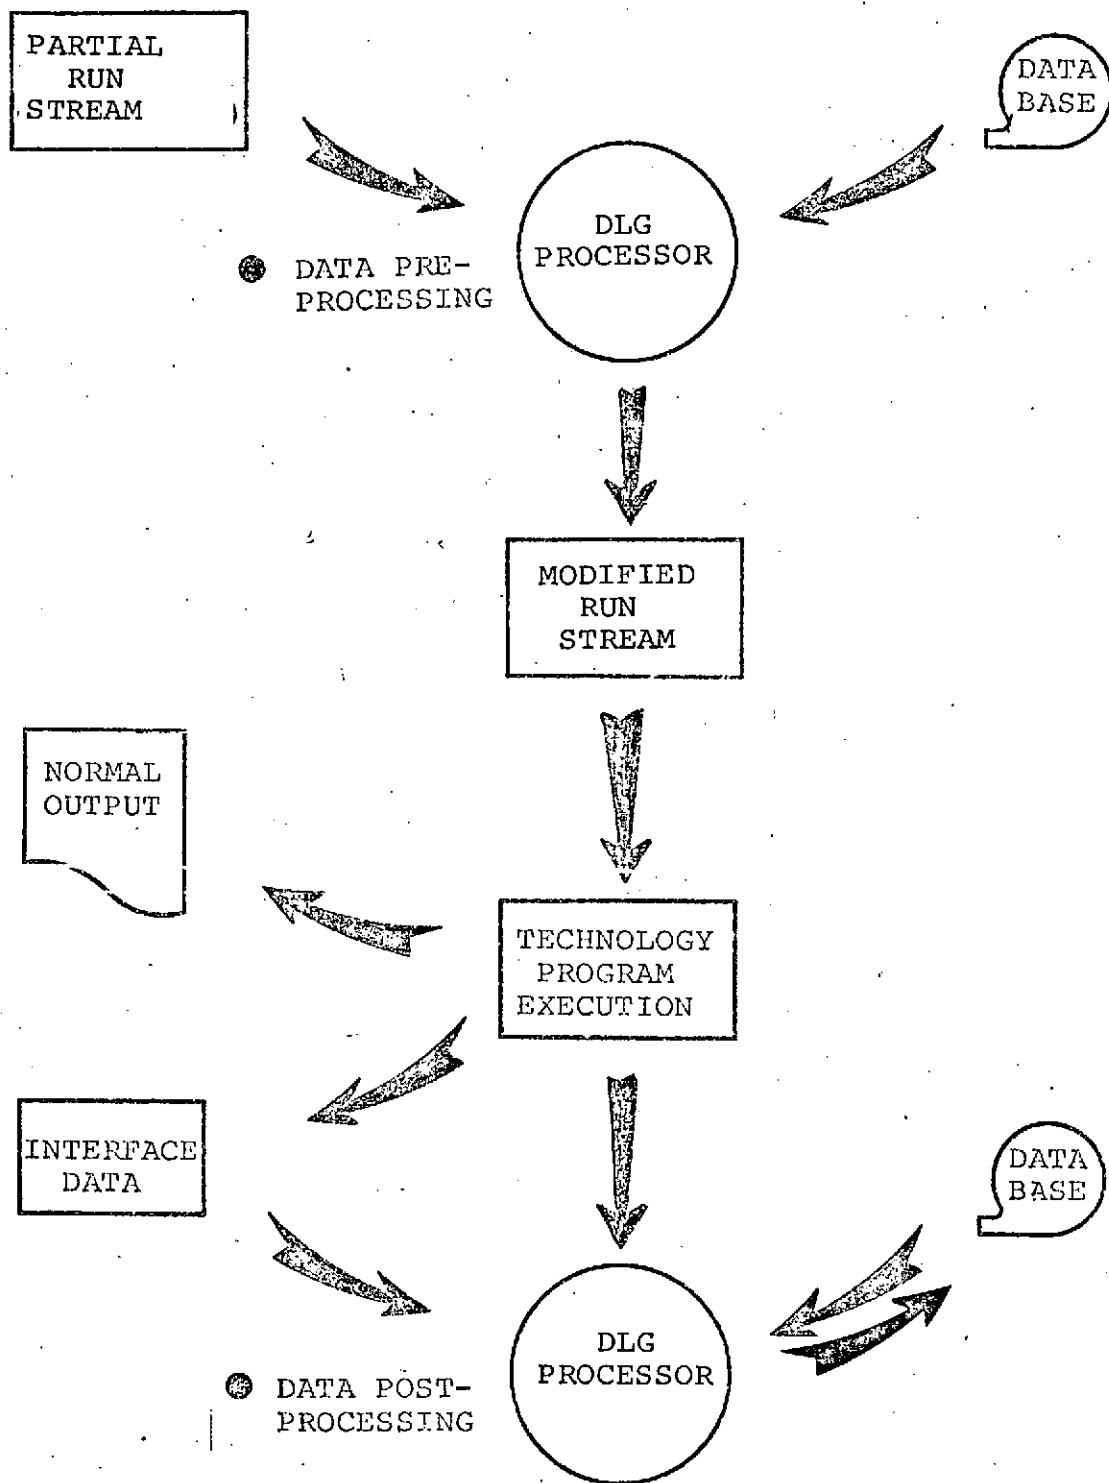 PARTIAL
RUN
STREAM
DATA
BASE
DLG
PROCESSOR
DATA PRE-
PROCESSING
MODIFIED
RUN
STREAM
NORMAL
OUTPUT
TECHNOLOGY
PROGRAM
EXECUTION
INTERFACE
DATA
DATA
BASE
DLG
PROCESSOR
DATA POST-
PROCESSING